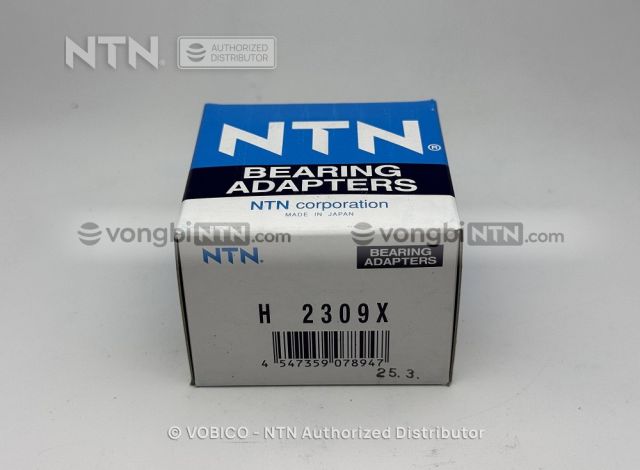 NTN® AUTHORIZED
DISTRIBUTOR
NTN®
BEARING
ADAPTERS
NTN corporation
MADE IN JAPAN
vongbiNTN.com vongbiNTN.com
NTN® BEARING
ADAPTERS
H 2309X
4 547359 078947
25.3.
© VOBICO - NTN Authorized Distributor